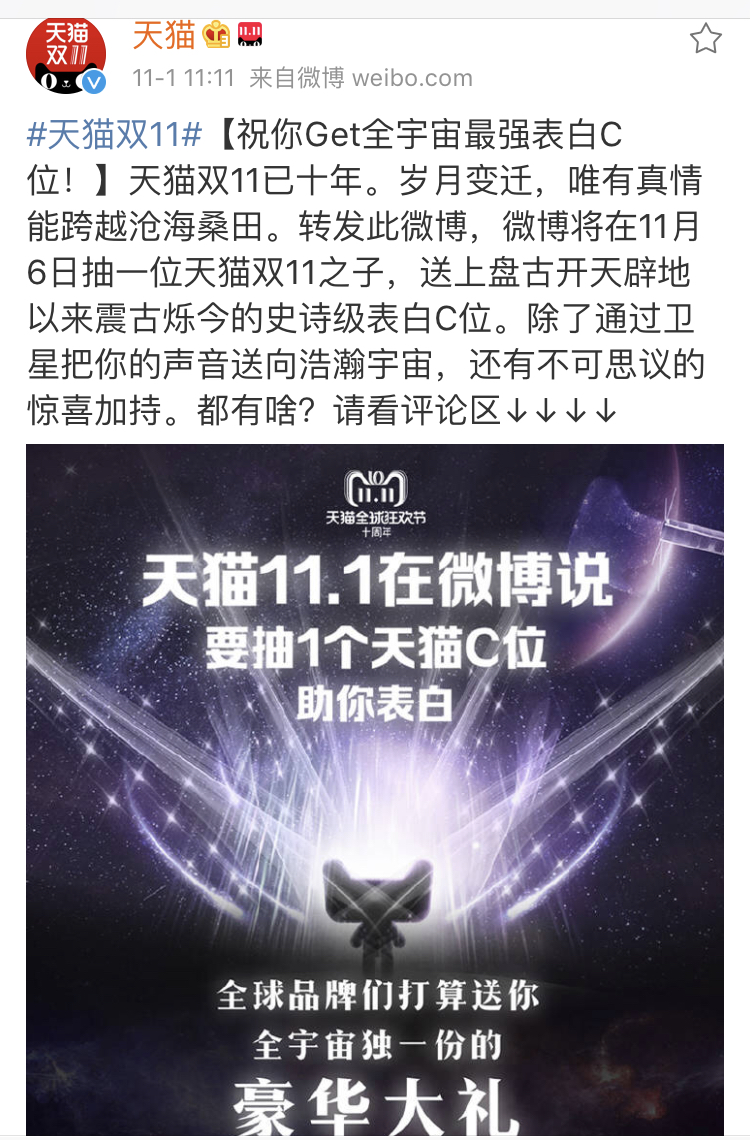 天猫
双11
天猫
11.11
11-1 11:11 来自微博 weibo.com
#天猫双11#【祝你Get全宇宙最强表白C
位！】天猫双11已十年。岁月变迁，唯有真情
能跨越沧海桑田。转发此微博，微博将在11月
6日抽一位天猫双11之子，送上盘古开天辟地
以来震古烁今的史诗级表白C位。除了通过卫
星把你的声音送向浩瀚宇宙，还有不可思议的
惊喜加持。都有啥？请看评论区↓↓↓↓
10
11.11
天猫全球狂欢节
十周年
天猫11.1在微博说
要抽1个天猫C位
助你表白
全球品牌们打算送你
全宇宙独一份的
豪华大礼